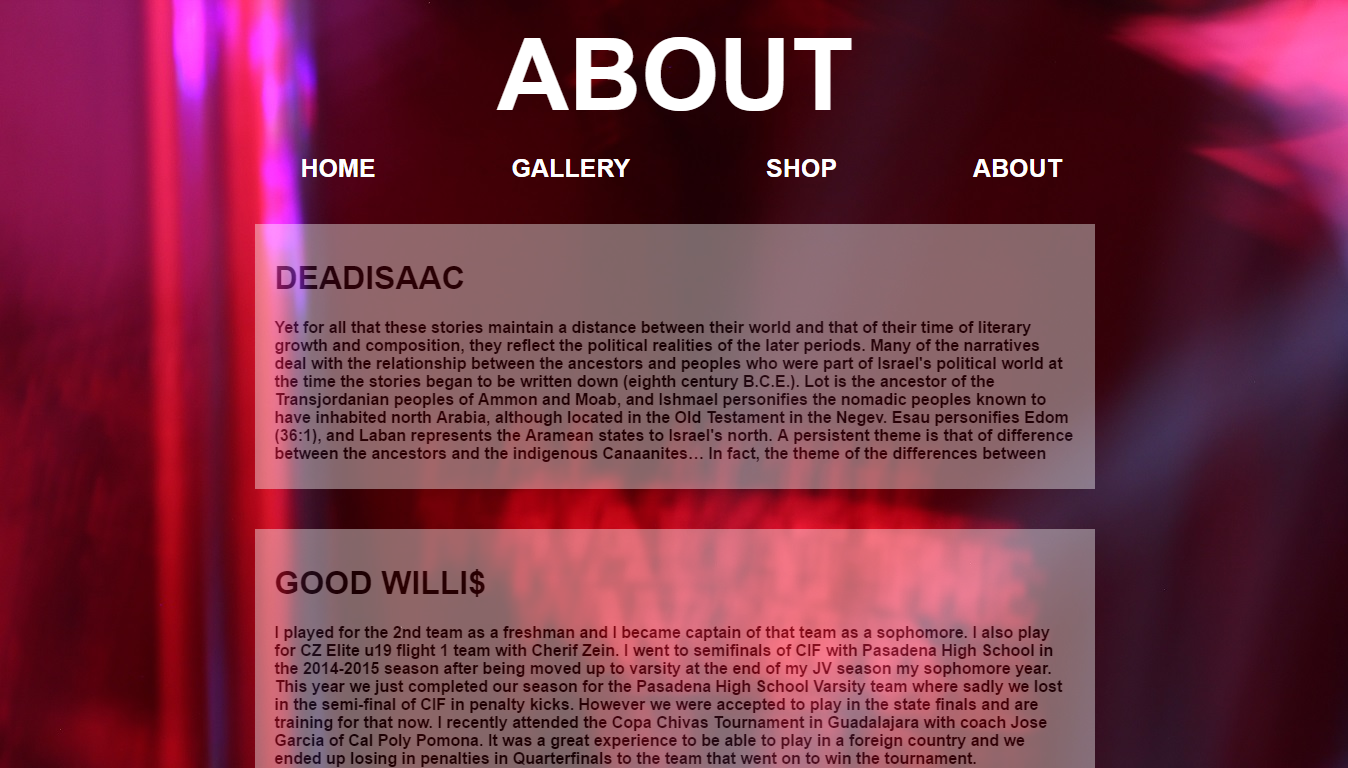 ABOUT
HOME GALLERY SHOP ABOUT
DEADISAAC
Yet for all that these stories maintain a distance between their world and that of their time of literary
growth and composition, they reflect the political realities of the later periods. Many of the narratives
deal with the relationship between the ancestors and peoples who were part of Israel's political world at
the time the stories began to be written down (eighth century B.C.E.). Lot is the ancestor of the
Transjordanian peoples of Ammon and Moab, and Ishmael personifies the nomadic peoples known to
have inhabited north Arabia, although located in the Old Testament in the Negev. Esau personifies Edom
(36:1), and Laban represents the Aramean states to Israel's north. A persistent theme is that of difference
between the ancestors and the indigenous Canaanites… In fact, the theme of the differences between
GOOD WILLI$
I played for the 2nd team as a freshman and I became captain of that team as a sophomore. I also play
for CZ Elite u19 flight 1 team with Cherif Zein. I went to semifinals of CIF with Pasadena High School in
the 2014-2015 season after being moved up to varsity at the end of my JV season my sophomore year.
This year we just completed our season for the Pasadena High School Varsity team where sadly we lost
in the semi-final of CIF in penalty kicks. However we were accepted to play in the state finals and are
training for that now. I recently attended the Copa Chivas Tournament in Guadalajara with coach Jose
Garcia of Cal Poly Pomona. It was a great experience to be able to play in a foreign country and we
ended up losing in penalties in Quarterfinals to the team that went on to win the tournament.